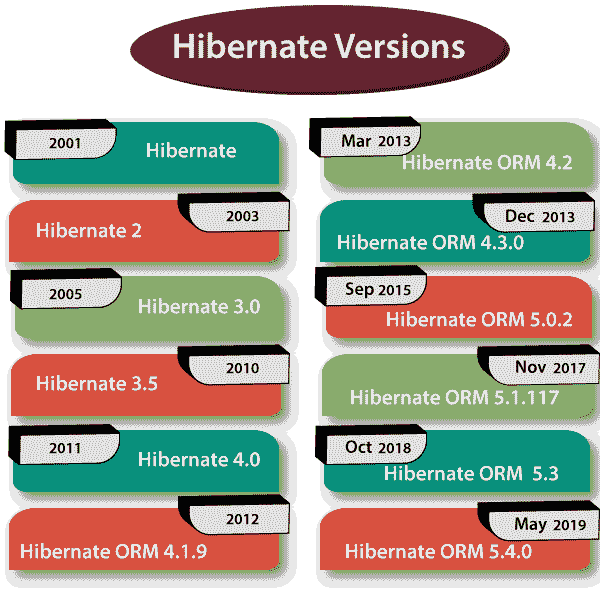 Hibernate Versions
2001
Hibernate
2003
Hibernate 2
2005
Hibernate 3.0
2010
Hibernate 3.5
2011
Hibernate 4.0
2012
Hibernate ORM 4.1.9
Mar 2013
Hibernate ORM 4.2
Dec 2013
Hibernate ORM 4.3.0
Sep 2015
Hibernate ORM 5.0.2
Nov 2017
Hibernate ORM 5.1.117
Oct 2018
Hibernate ORM 5.3
May 2019
Hibernate ORM 5.4.0